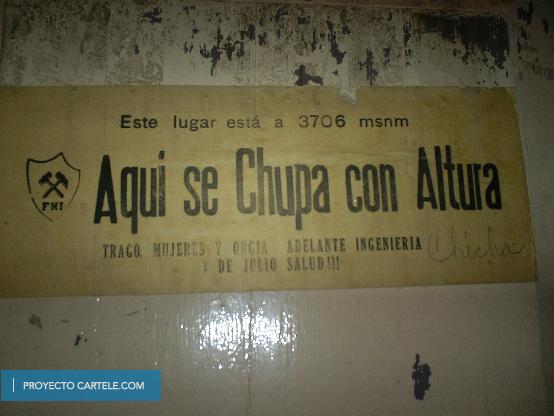 Este lugar está a 3706 msnm
Aquí se Chupa con Altura
FNI
TRAGO, MUJERES Y ORGIA ADELANTE INGENIERIA
3 DE JULIO SALUD!!!
Chicha
PROYECTO CARTELE.COM